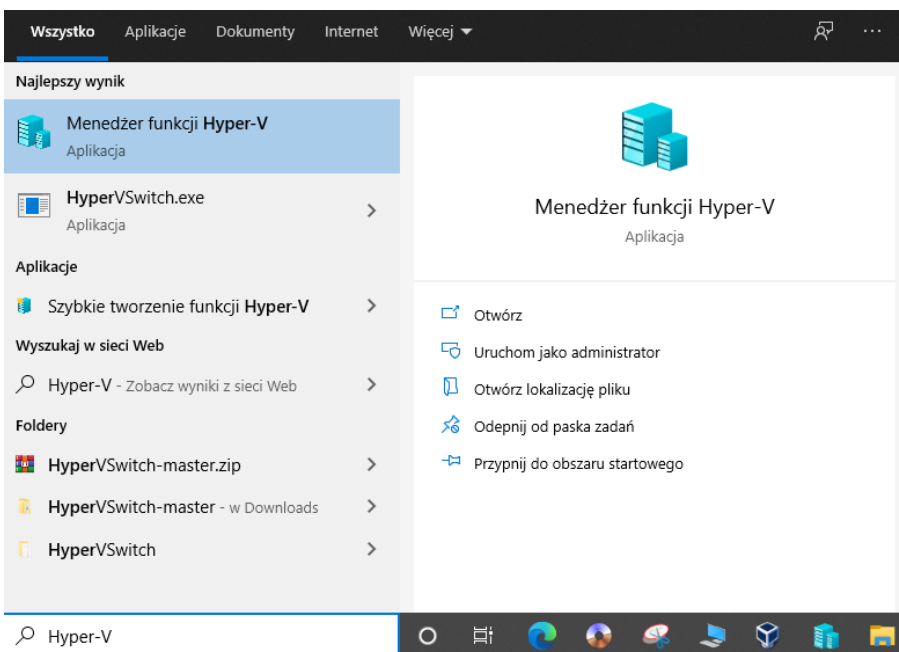 Wszystko Aplikacje Dokumenty Internet Więcej
Najlepszy wynik
Menedżer funkcji Hyper-V
Aplikacja
HyperVSwitch.exe
Aplikacja
Aplikacje
Szybkie tworzenie funkcji Hyper-V
Wyszukaj w sieci Web
Hyper-V - Zobacz wyniki z sieci Web
Foldery
HyperVSwitch-master.zip
HyperVSwitch-master - w Downloads
HyperVSwitch
Menedżer funkcji Hyper-V
Aplikacja
Otwórz
Uruchom jako administrator
Otwórz lokalizację pliku
Odepnij od paska zadań
Przypnij do obszaru startowego
Hyper-V